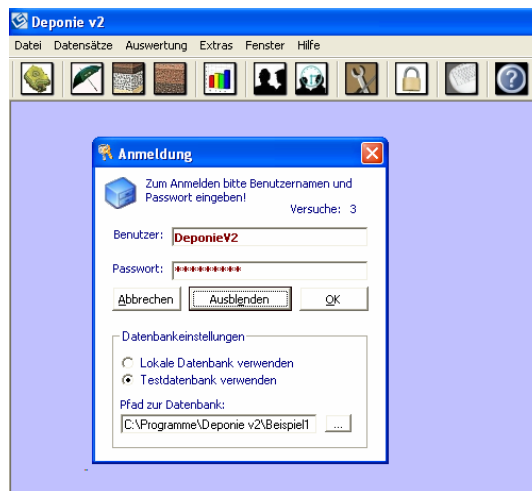 Deponie v2
Datei Datensätze Auswertung Extras Fenster Hilfe
Anmeldung
Zum Anmelden bitte Benutzernamen und
Passwort eingeben!
Versuche: 3
Benutzer: DeponieV2
Passwort: *********
Abbrechen Ausblenden OK
Datenbankeinstellungen
Lokale Datenbank verwenden
Testdatenbank verwenden
Pfad zur Datenbank:
C:\Programme\Deponie v2\Beispiel1 ...